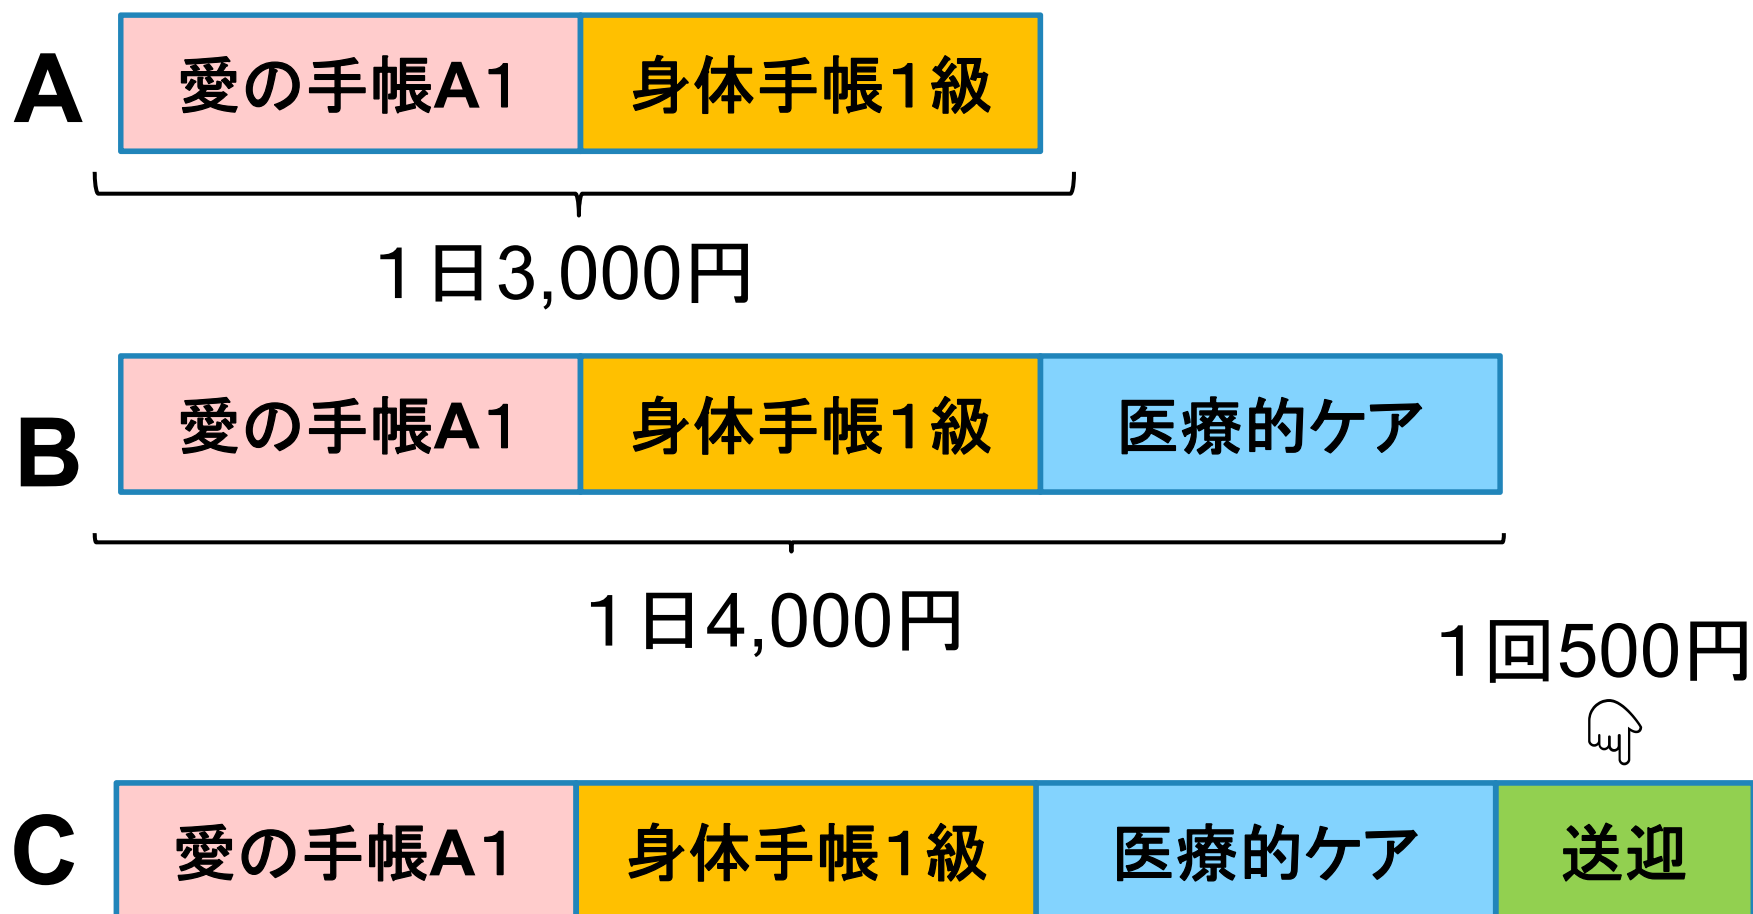 A 愛の手帳A1 身体手帳1級
1日3,000円
B 愛の手帳A1 身体手帳1級 医療的ケア
1日4,000円
1回500円
C 愛の手帳A1 身体手帳1級 医療的ケア 送迎